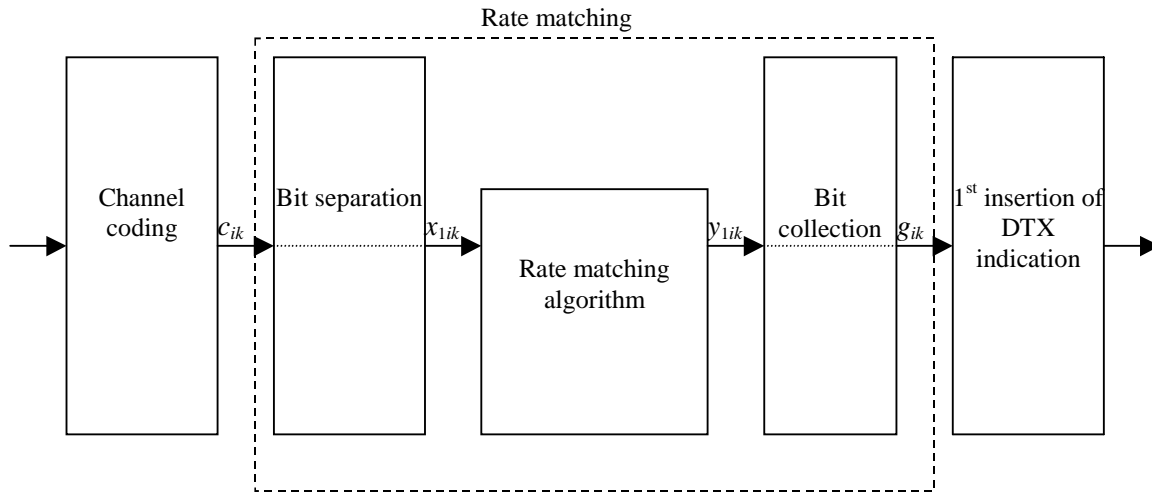 Rate matching
Channel
coding
c_ik
Bit separation
x_1ik
Rate matching
algorithm
y_1ik
Bit
collection
g_ik
1st insertion of
DTX
indication